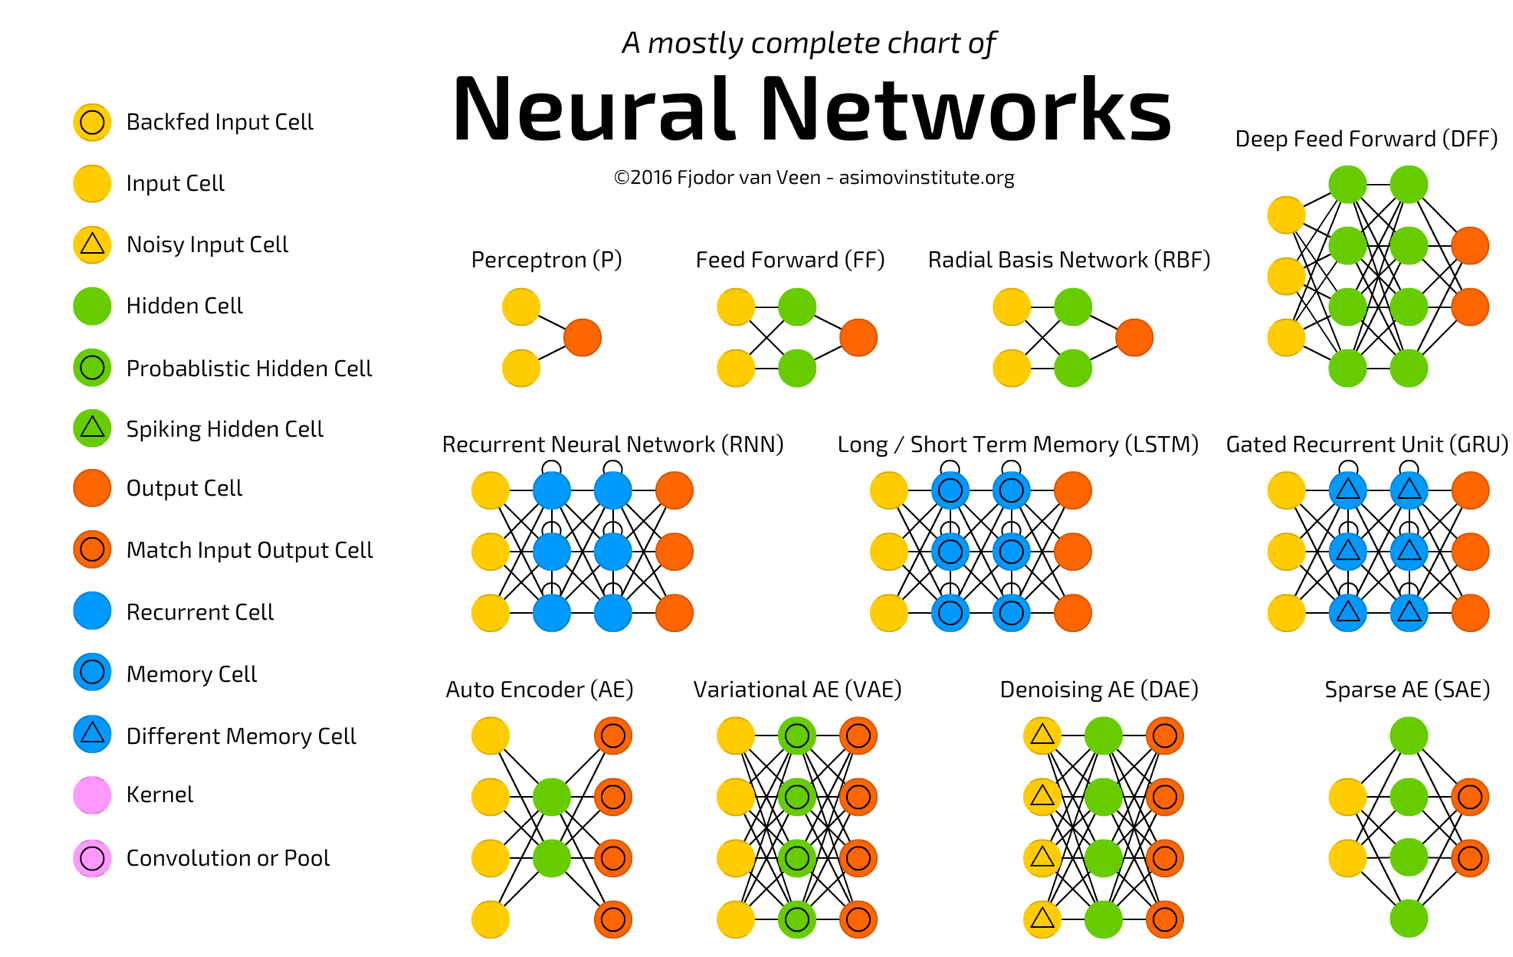 A mostly complete chart of
Neural Networks
©2016 Fjodor van Veen - asimovinstitute.org
Backfed Input Cell
Input Cell
Noisy Input Cell
Hidden Cell
Probablistic Hidden Cell
Spiking Hidden Cell
Output Cell
Match Input Output Cell
Recurrent Cell
Memory Cell
Different Memory Cell
Kernel
Convolution or Pool
Deep Feed Forward (DFF)
Perceptron (P)
Feed Forward (FF)
Radial Basis Network (RBF)
Recurrent Neural Network (RNN)
Long / Short Term Memory (LSTM)
Gated Recurrent Unit (GRU)
Auto Encoder (AE)
Variational AE (VAE)
Denoising AE (DAE)
Sparse AE (SAE)